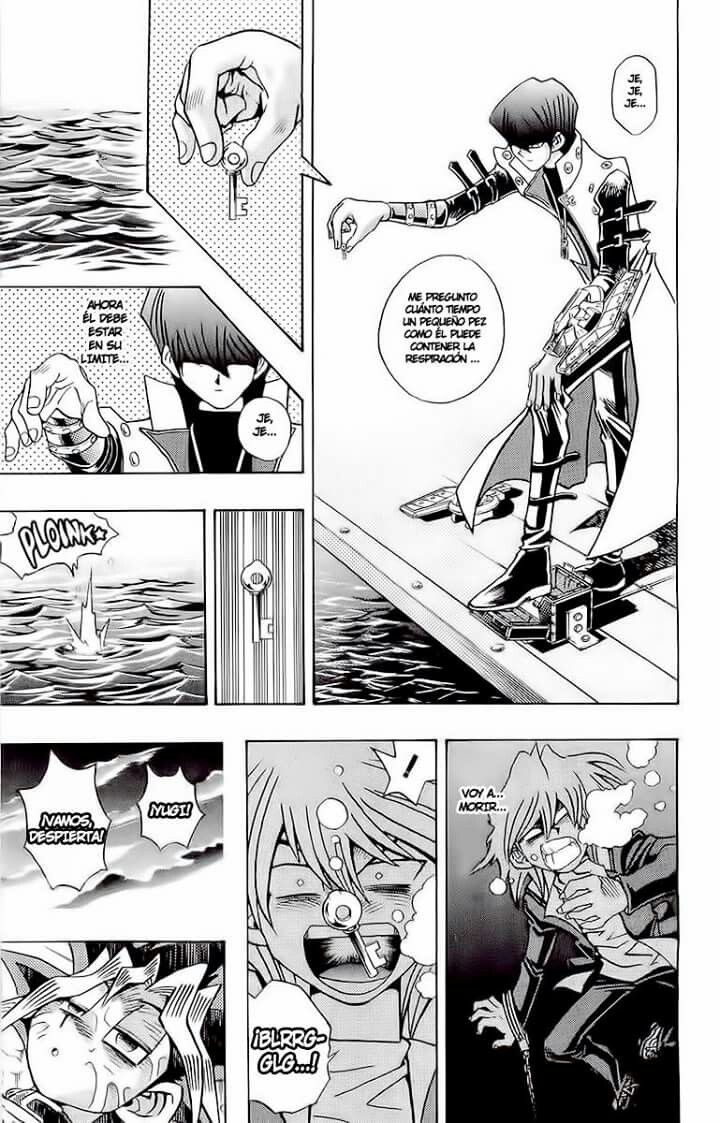 JE,
JE,
JE...
ME PREGUNTO
CUÁNTO TIEMPO
UN PEQUEÑO PEZ
COMO ÉL PUEDE
CONTENER LA
RESPIRACIÓN ...
AHORA
ÉL DEBE
ESTAR
EN SU
LIMITE...
JE,
JE...
PLOINK
VOY A...
MORIR...
!
¡BLRRG-
GLG...!
¡YUGI!
¡VAMOS,
DESPIERTA!